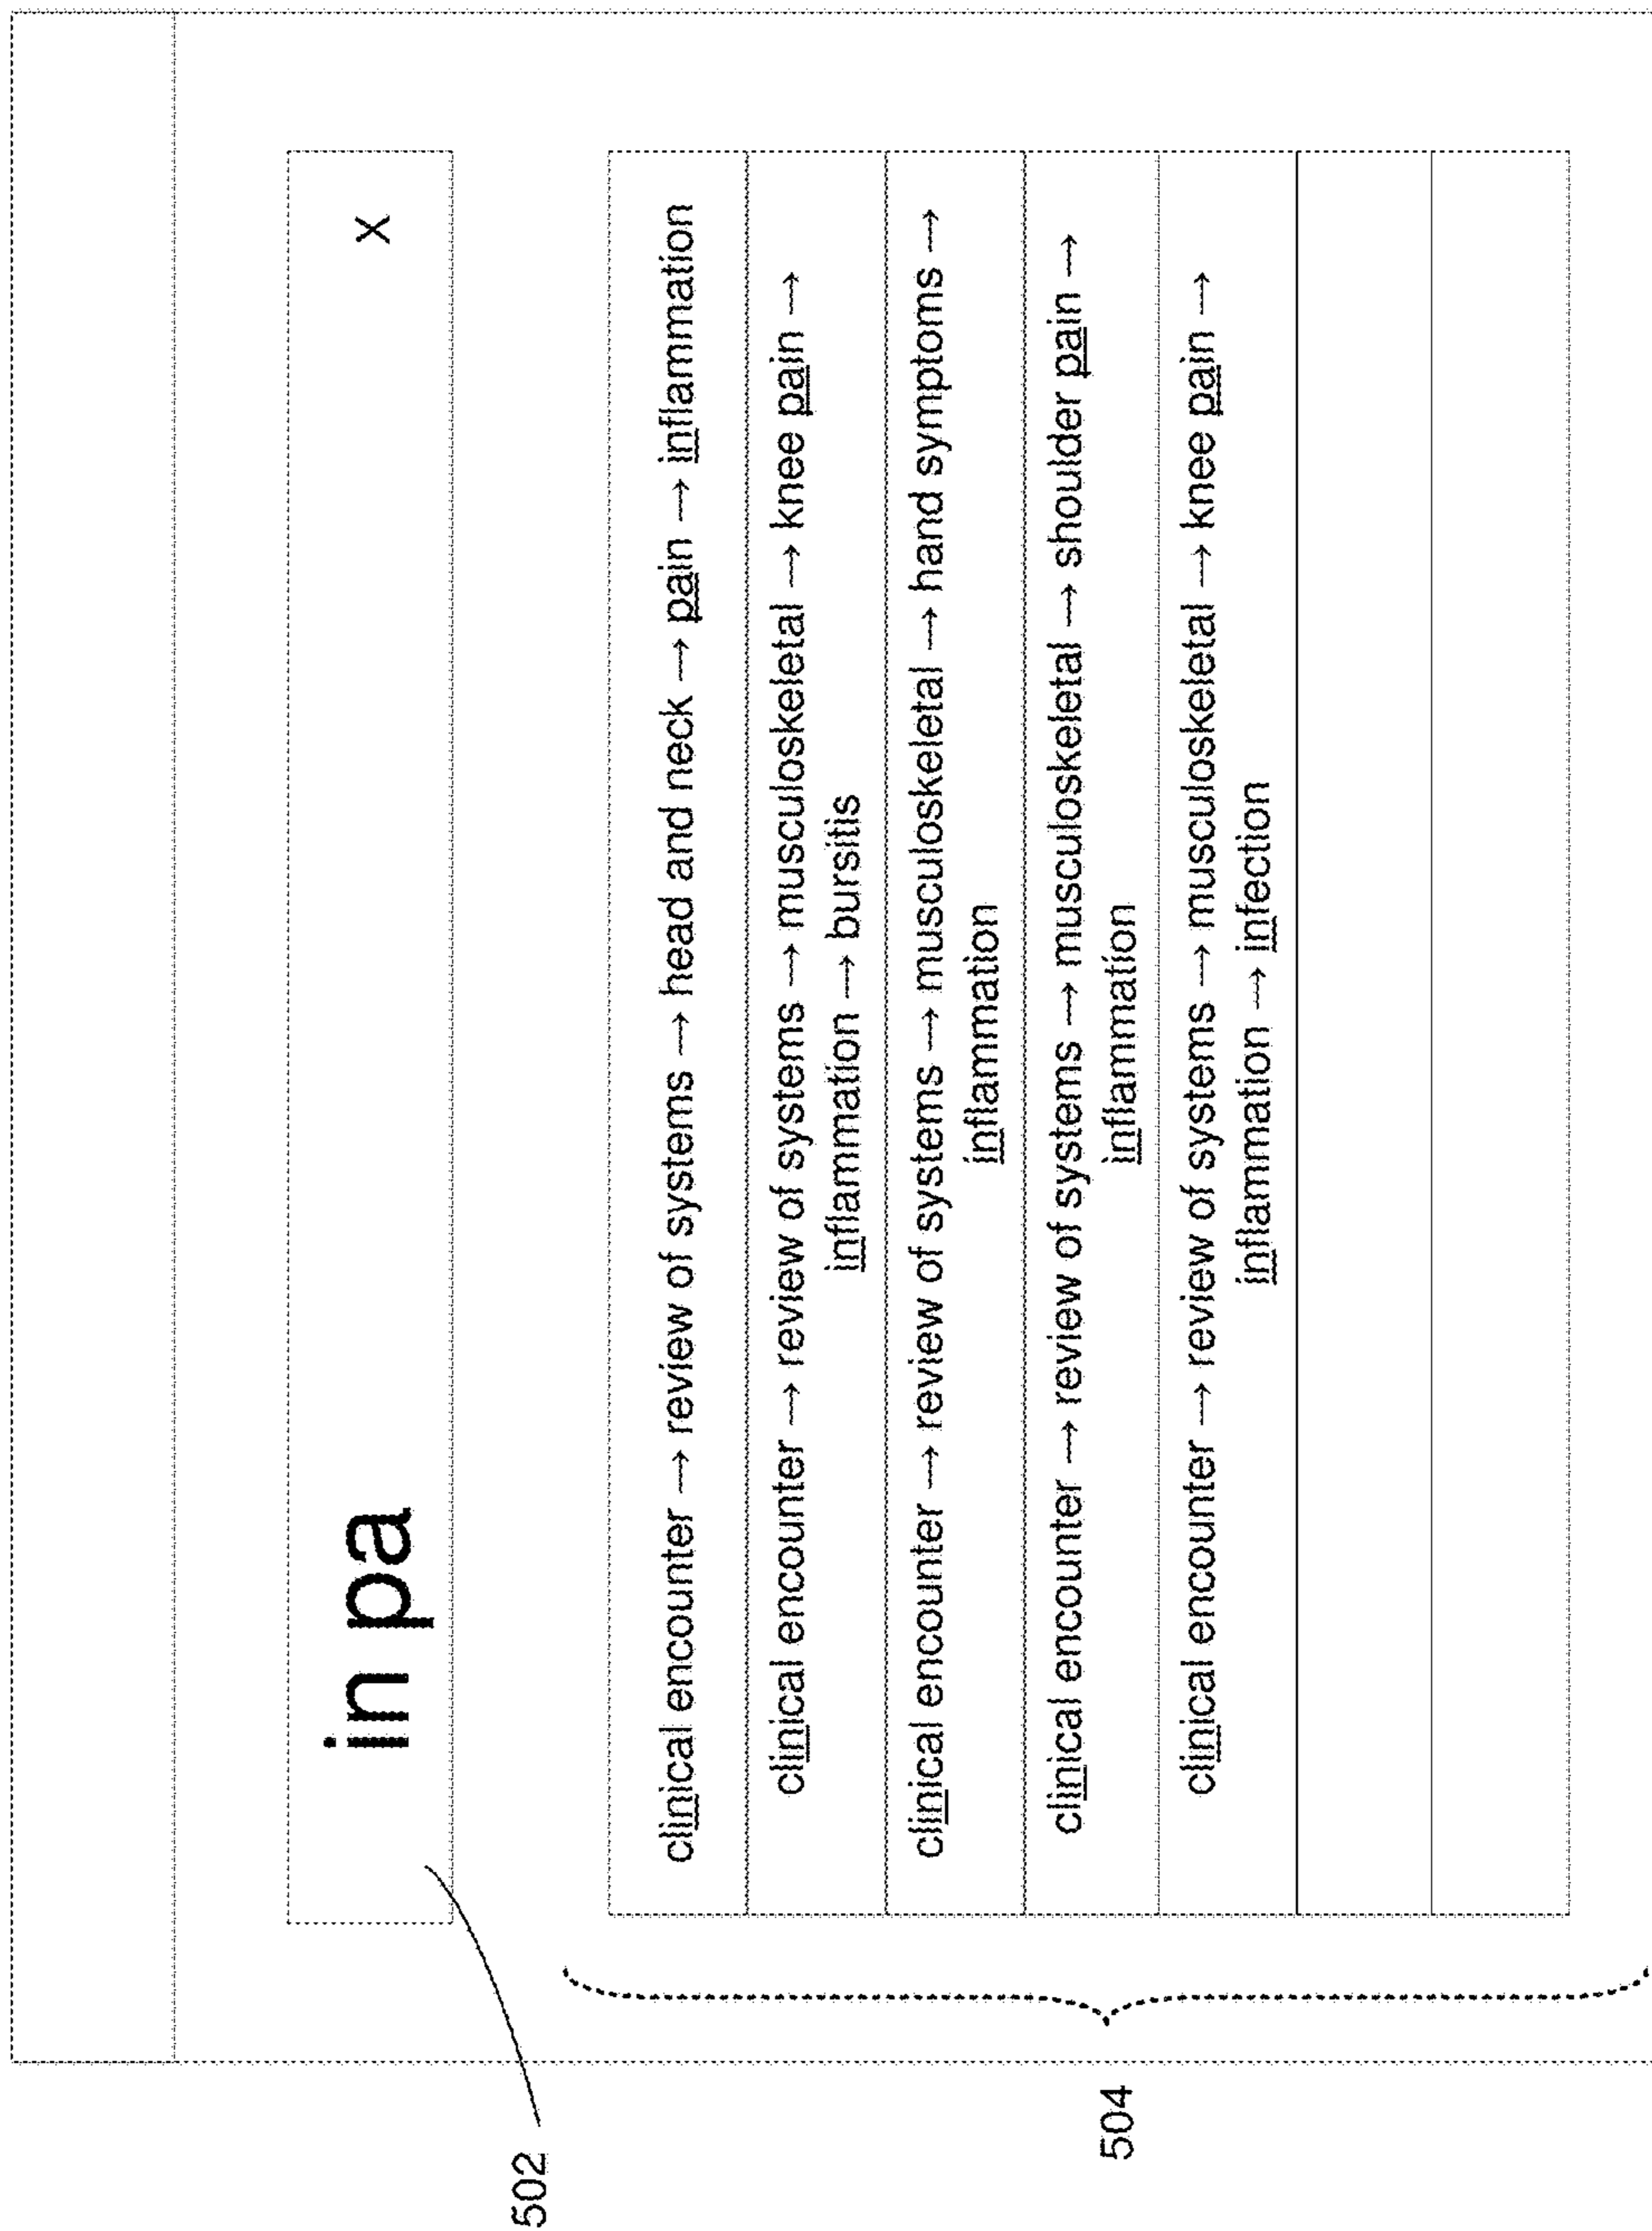 in pa x
clinical encounter → review of systems → head and neck → pain → inflammation
clinical encounter → review of systems → musculoskeletal → knee pain →
inflammation → bursitis
clinical encounter → review of systems → musculoskeletal → hand symptoms →
inflammation
clinical encounter → review of systems → musculoskeletal → shoulder pain →
inflammation
clinical encounter → review of systems → musculoskeletal → knee pain →
inflammation → infection
502
504